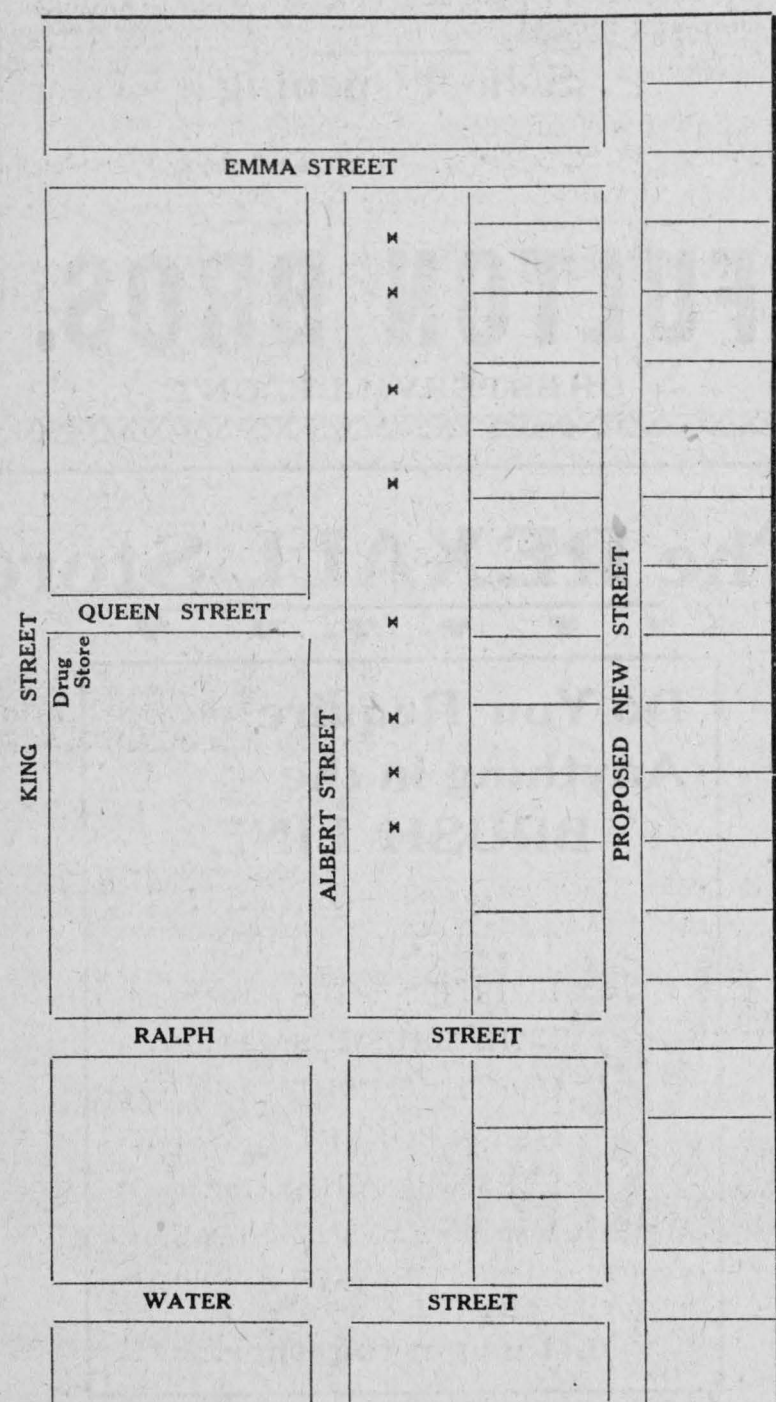 EMMA STREET
x
x
x
x
QUEEN STREET
x
KING STREET
Drug
Store
ALBERT STREET
PROPOSED NEW STREET
x
x
x
RALPH STREET
WATER STREET